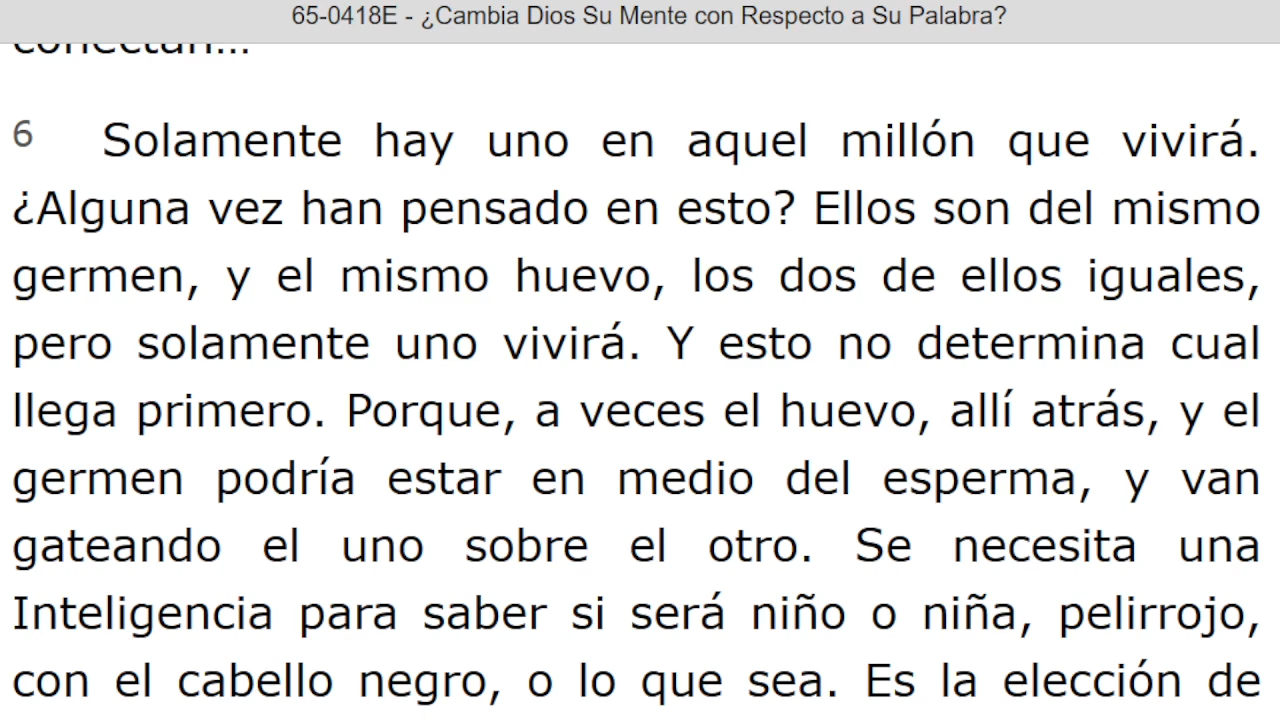 65-0418E - ¿Cambia Dios Su Mente con Respecto a Su Palabra?
conectan...
6 Solamente hay uno en aquel millón que vivirá.
¿Alguna vez han pensado en esto? Ellos son del mismo
germen, y el mismo huevo, los dos de ellos iguales,
pero solamente uno vivirá. Y esto no determina cual
llega primero. Porque, a veces el huevo, allí atrás, y el
germen podría estar en medio del esperma, y van
gateando el uno sobre el otro. Se necesita una
Inteligencia para saber si será niño o niña, pelirrojo,
con el cabello negro, o lo que sea. Es la elección de